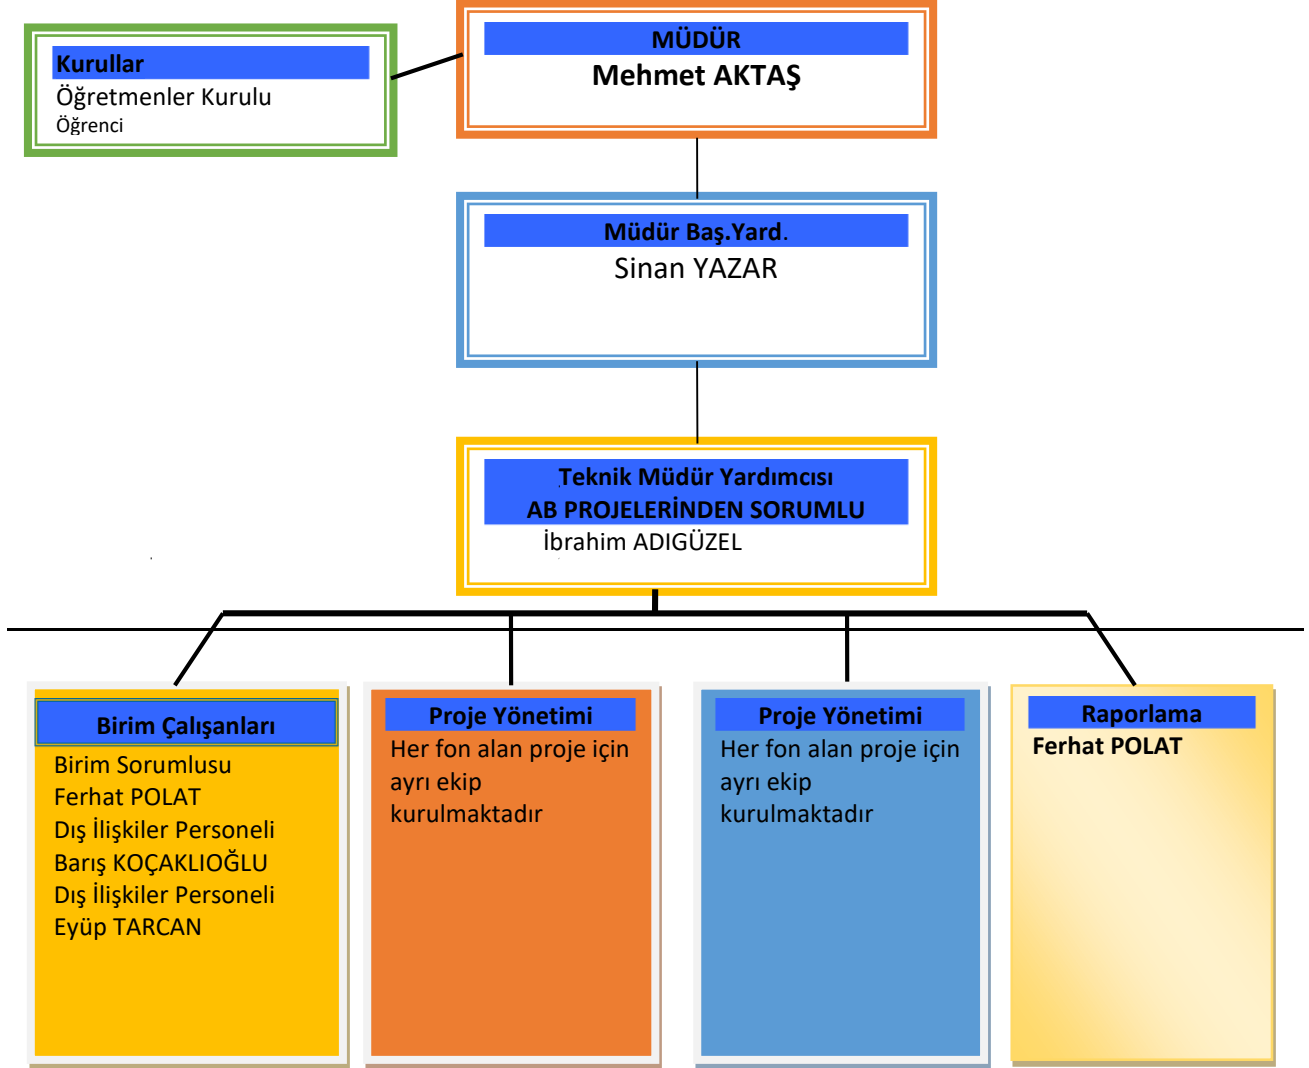 Kurullar
Öğretmenler Kurulu
Öğrenci
MÜDÜR
Mehmet AKTAŞ
Müdür Baş.Yard.
Sinan YAZAR
Teknik Müdür Yardımcısı
AB PROJELERİNDEN SORUMLU
İbrahim ADIGÜZEL
Birim Çalışanları
Birim Sorumlusu
Ferhat POLAT
Dış İlişkiler Personeli
Barış KOÇAKLIOĞLU
Dış İlişkiler Personeli
Eyüp TARCAN
Proje Yönetimi
Her fon alan proje için
ayrı ekip
kurulmaktadır
Proje Yönetimi
Her fon alan proje için
ayrı ekip
kurulmaktadır
Raporlama
Ferhat POLAT